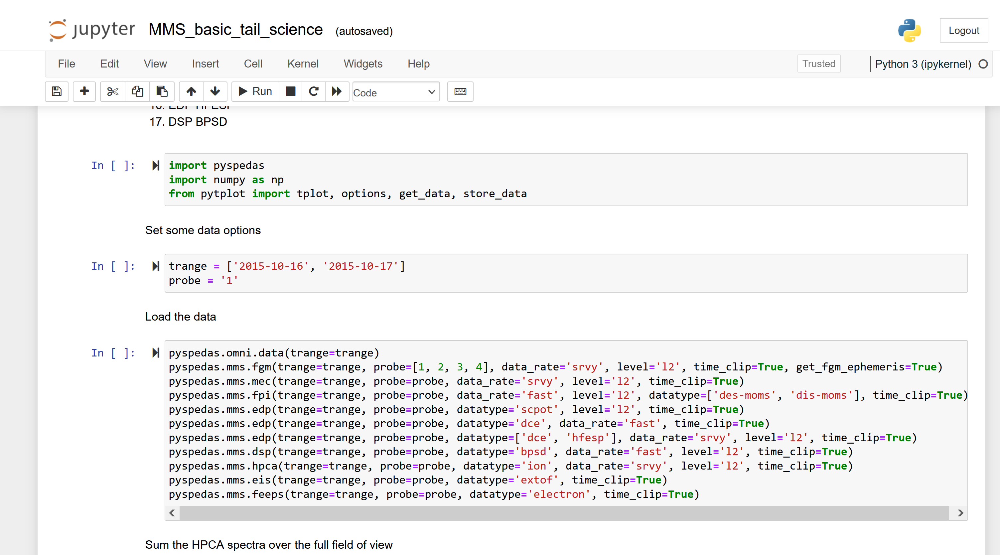 jupyter MMS_basic_tail_science (autosaved)
Logout
File Edit View Insert Cell Kernel Widgets Help
Trusted
Python 3 (ipykernel)
Run
Code
17. DSP BPSD
In [ ]:
import pyspedas
import numpy as np
from pytplot import tplot, options, get_data, store_data
Set some data options
In [ ]:
trange = ['2015-10-16', '2015-10-17']
probe = '1'
Load the data
In [ ]:
pyspedas.omni.data(trange=trange)
pyspedas.mms.fgm(trange=trange, probe=[1, 2, 3, 4], data_rate='srvy', level='l2', time_clip=True, get_fgm_ephemeris=True)
pyspedas.mms.mec(trange=trange, probe=probe, data_rate='srvy', level='l2', time_clip=True)
pyspedas.mms.fpi(trange=trange, probe=probe, data_rate='fast', level='l2', datatype=['des-moms', 'dis-moms'], time_clip=True)
pyspedas.mms.edp(trange=trange, probe=probe, datatype='scpot', level='l2', time_clip=True)
pyspedas.mms.edp(trange=trange, probe=probe, datatype='dce', data_rate='fast', time_clip=True)
pyspedas.mms.edp(trange=trange, probe=probe, datatype=['dce', 'hfesp'], data_rate='srvy', level='l2', time_clip=True)
pyspedas.mms.dsp(trange=trange, probe=probe, datatype='bpsd', data_rate='fast', level='l2', time_clip=True)
pyspedas.mms.hpca(trange=trange, probe=probe, datatype='ion', data_rate='srvy', level='l2', time_clip=True)
pyspedas.mms.eis(trange=trange, probe=probe, datatype='extof', time_clip=True)
pyspedas.mms.feeps(trange=trange, probe=probe, datatype='electron', time_clip=True)
Sum the HPCA spectra over the full field of view